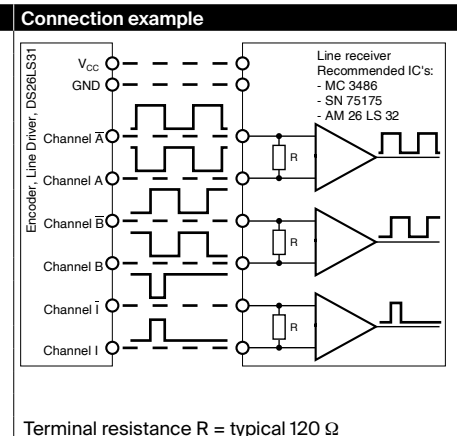 Connection example
Encoder, Line Driver, DS26LS31
VCC
GND
Channel A̅
Channel A
Channel B̅
Channel B
Channel I̅
Channel I
Line receiver
Recommended IC's:
- MC 3486
- SN 75175
- AM 26 LS 32
R
R
R
Terminal resistance R = typical 120 Ω